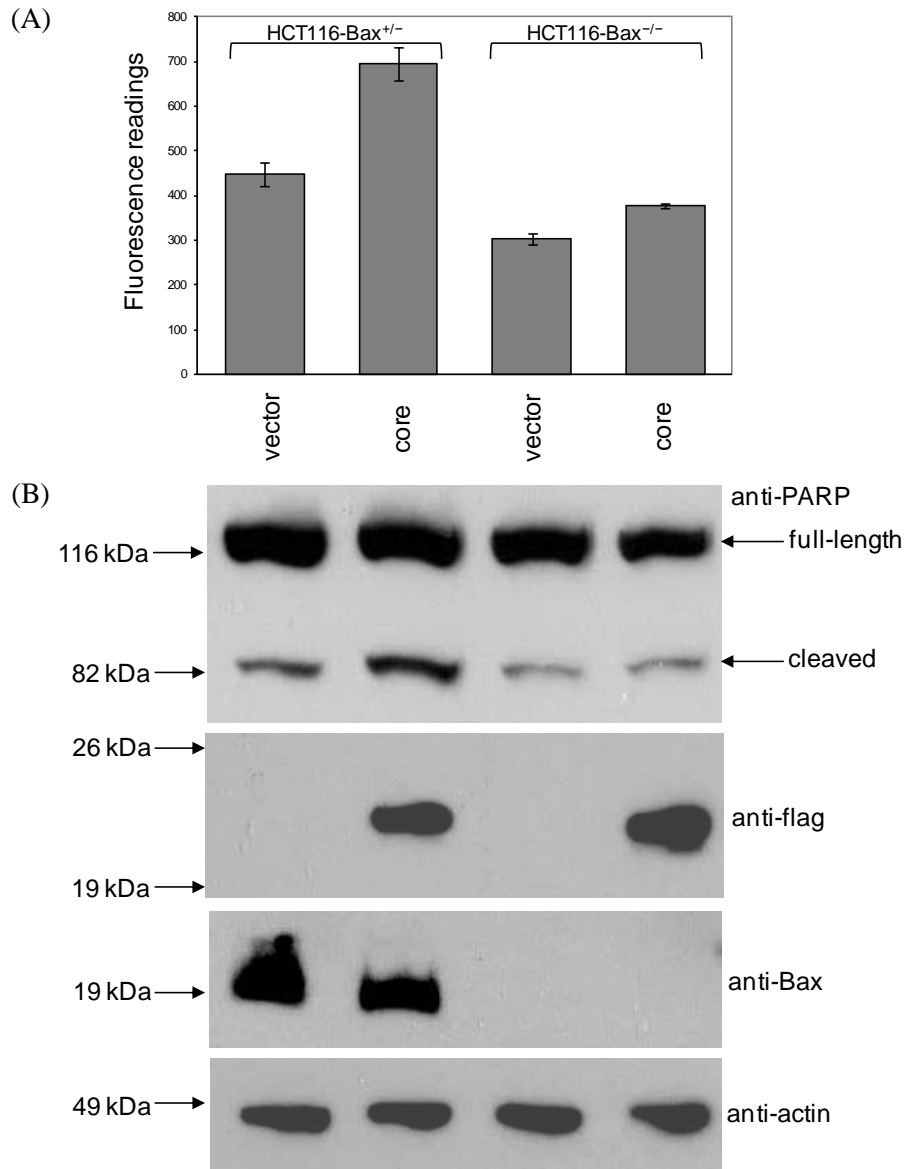 (A)
800
700
600
500
400
300
200
100
0
Fluorescence readings
HCT116-Bax⁺/⁻
HCT116-Bax⁻/⁻
vector
core
vector
core
(B)
anti-PARP
116 kDa
full-length
82 kDa
cleaved
26 kDa
anti-flag
19 kDa
19 kDa
anti-Bax
49 kDa
anti-actin